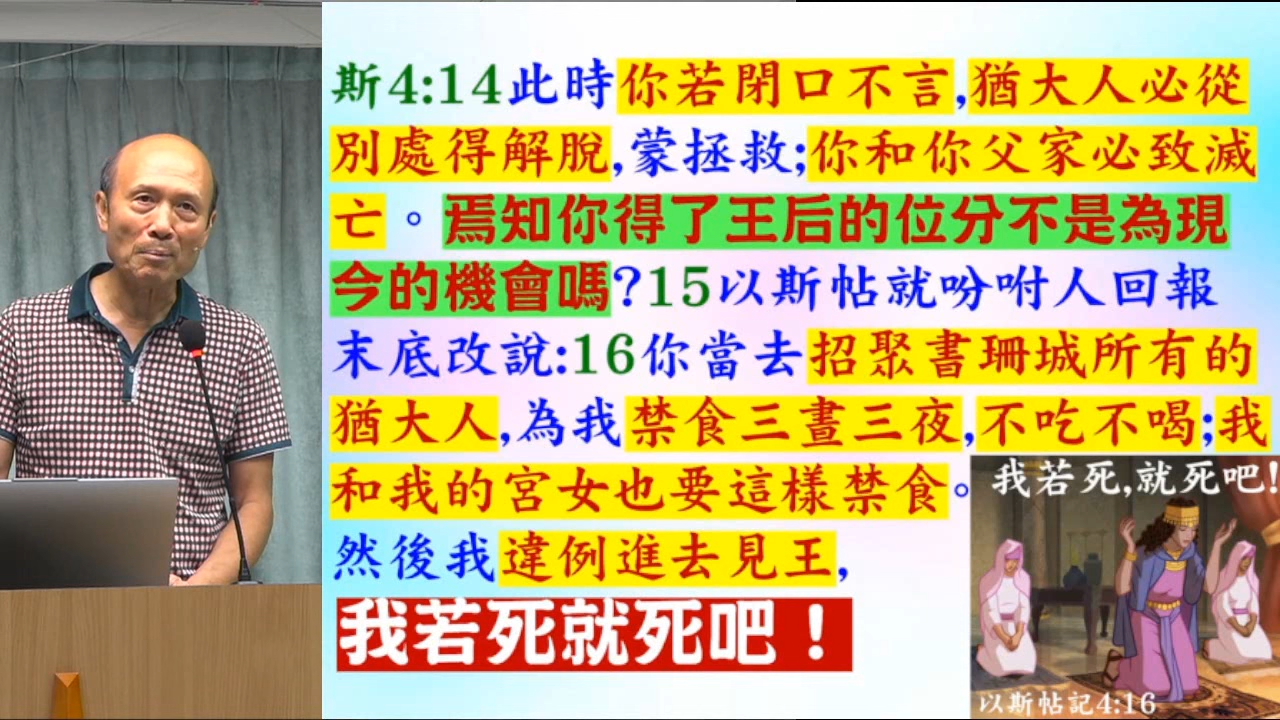 斯4:14此時你若閉口不言,猶大人必從
別處得解脫,蒙拯救;你和你父家必致滅
亡。焉知你得了王后的位分不是為現
今的機會嗎?15以斯帖就吩咐人回報
末底改說:16你當去招聚書珊城所有的
猶大人,為我禁食三晝三夜,不吃不喝;我
和我的宮女也要這樣禁食。
然後我違例進去見王,
我若死就死吧！
我若死,就死吧!
以斯帖記4:16